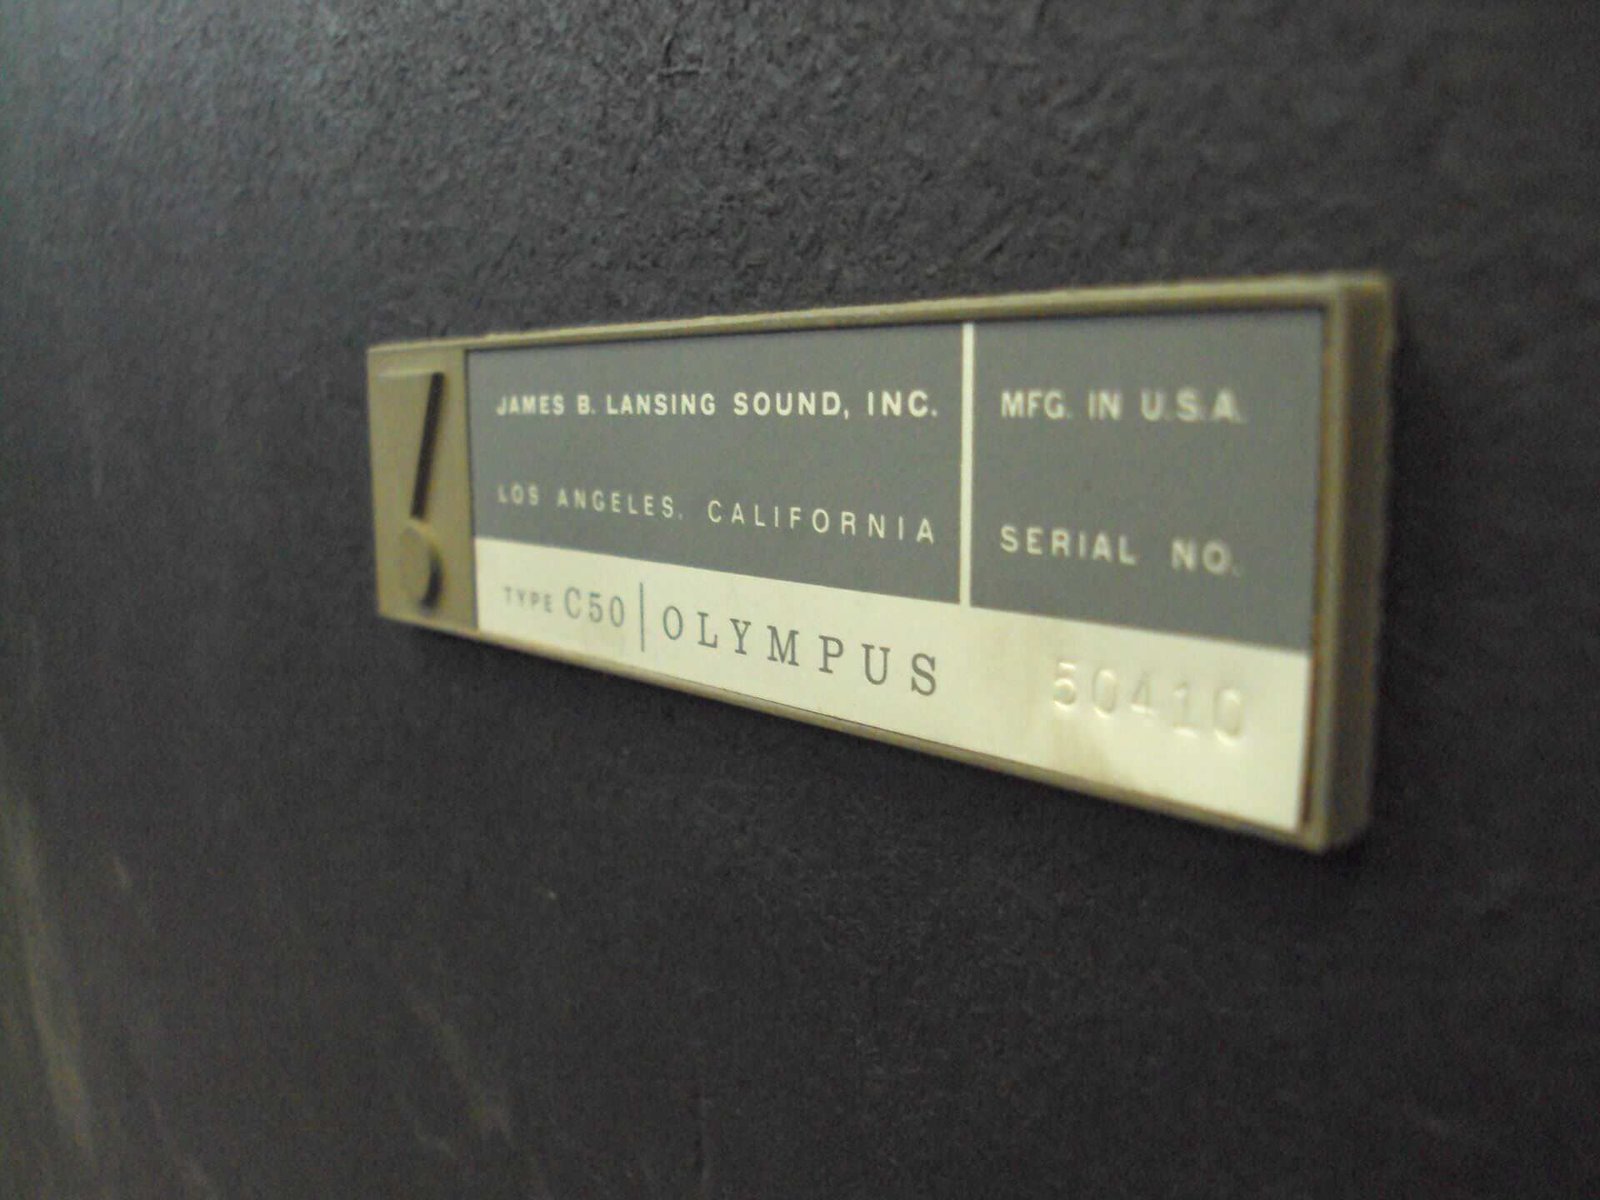 JAMES B. LANSING SOUND, INC.
LOS ANGELES, CALIFORNIA
TYPE C50 | OLYMPUS
MFG. IN U.S.A.
SERIAL NO.
50410